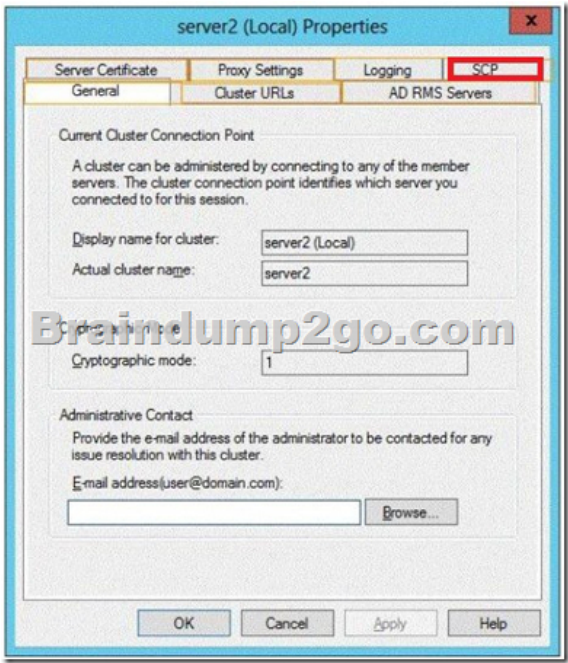 server2 (Local) Properties
x
Server Certificate
Proxy Settings
Logging
SCP
General
Cluster URLs
AD RMS Servers
Current Cluster Connection Point
A cluster can be administered by connecting to any of the member
servers. The cluster connection point identifies which server you
connected to for this session.
Display name for cluster:
server2 (Local)
Actual cluster name:
server2
Braindump2go.com
Cryptographic mode:
1
Administrative Contact
Provide the e-mail address of the administrator to be contacted for any
issue resolution with this cluster.
E-mail address(user@domain.com):
Browse...
OK
Cancel
Apply
Help